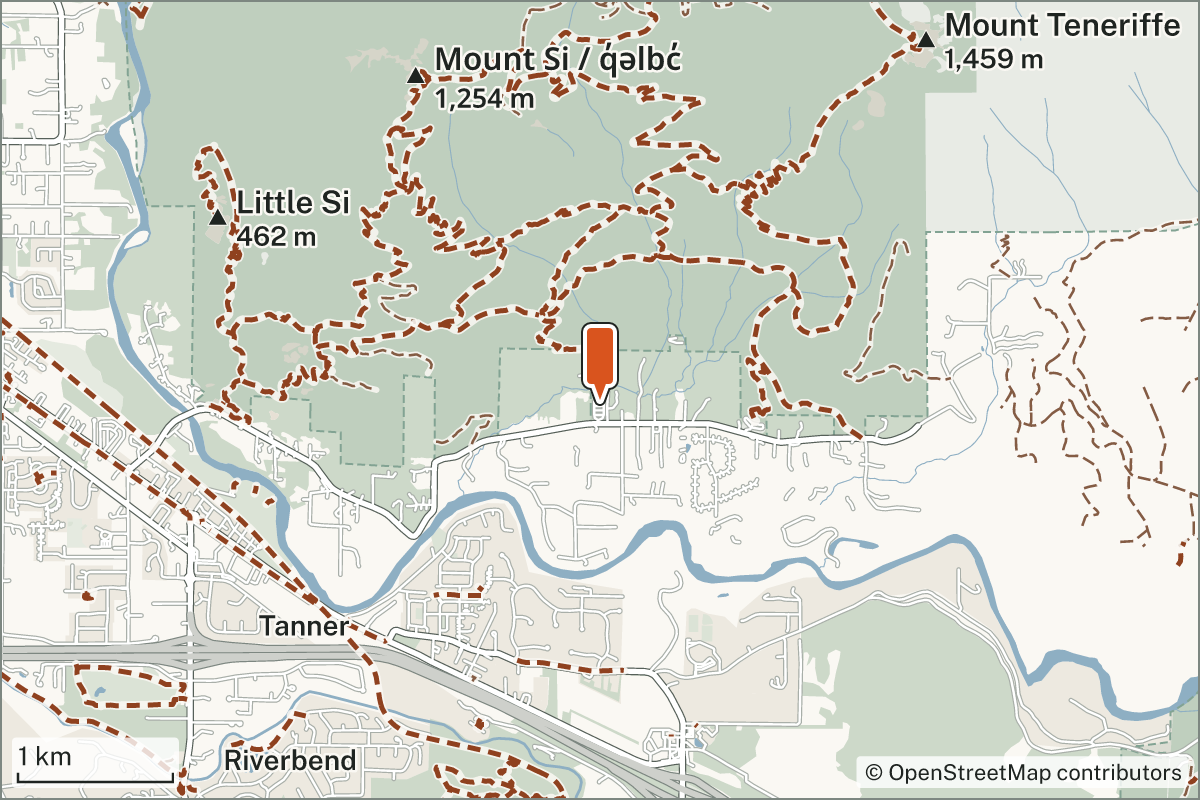 Mount Teneriffe
1,459 m
Mount Si / q̓əlbc̓
1,254 m
Little Si
462 m
Tanner
Riverbend
1 km
© OpenStreetMap contributors